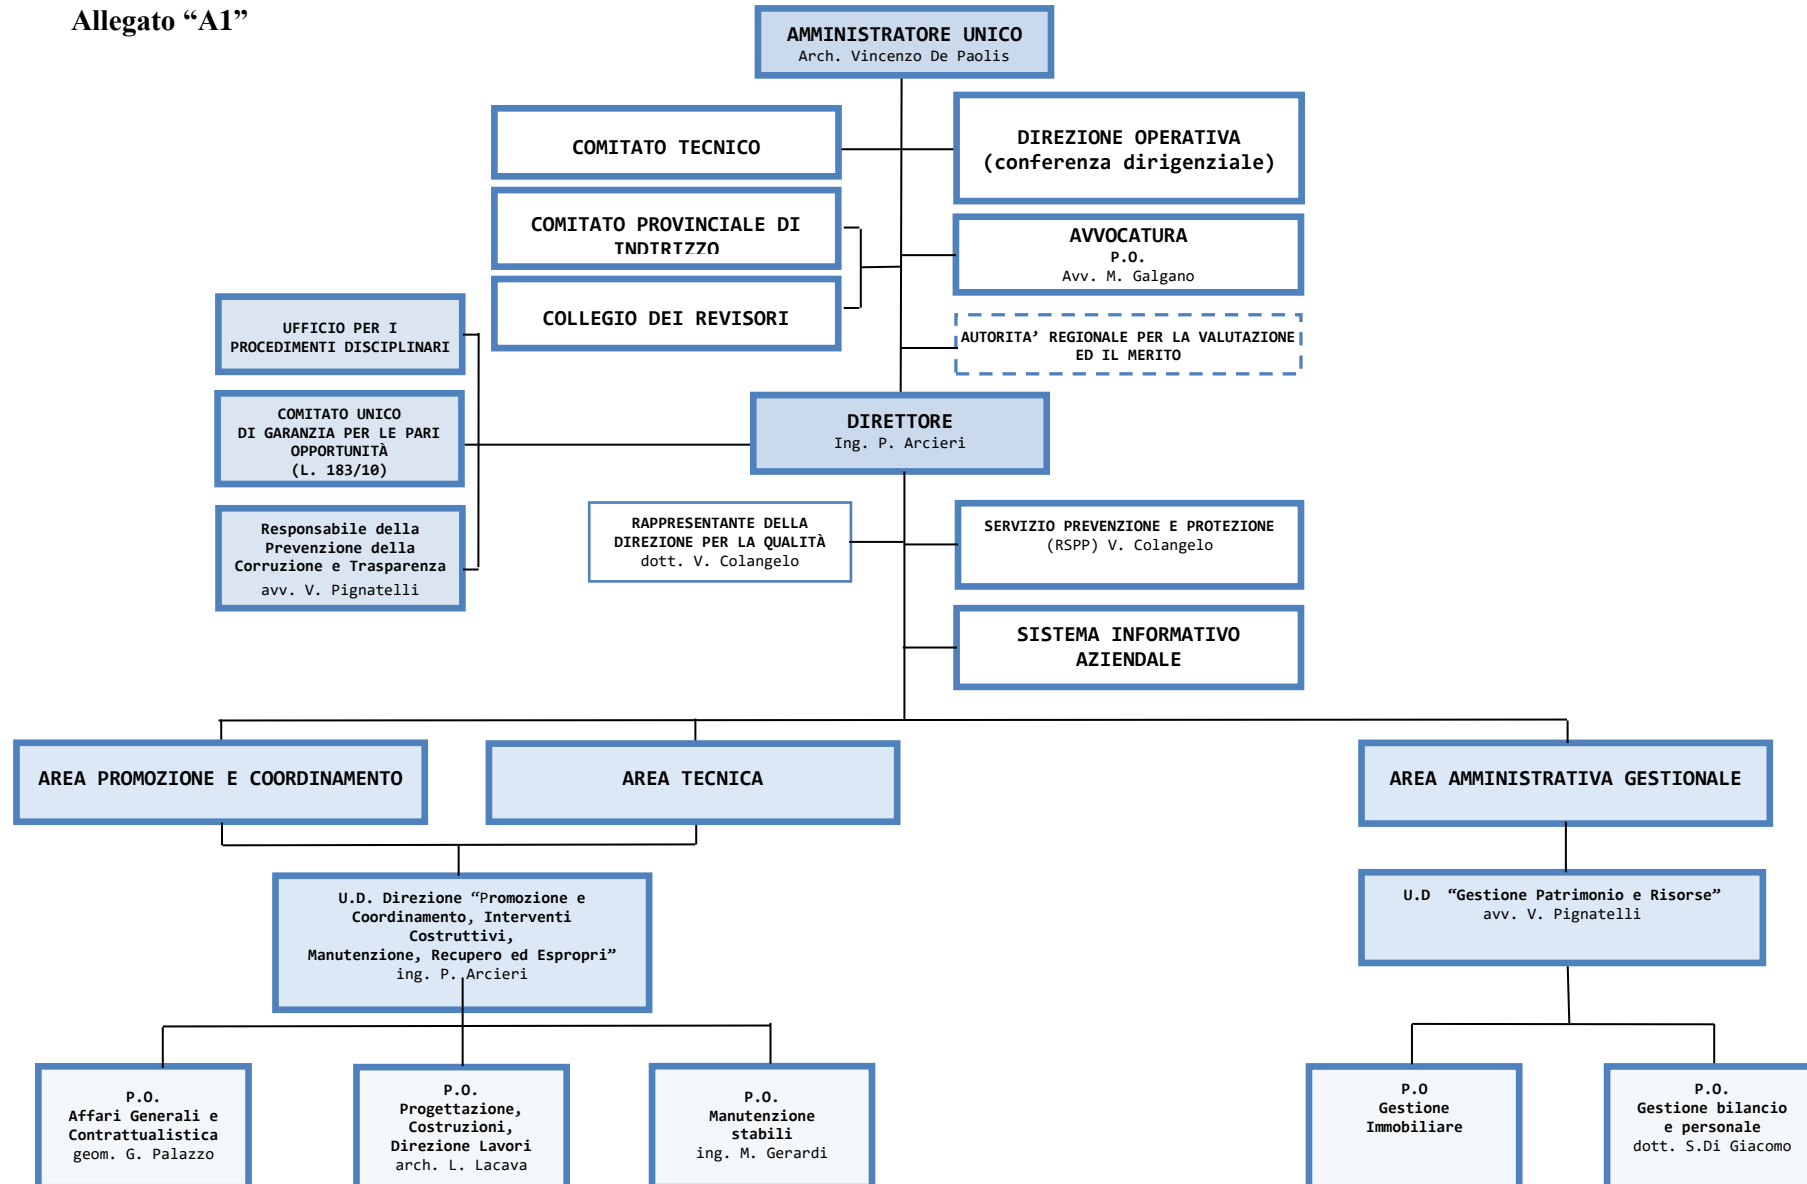 Allegato “A1”
AMMINISTRATORE UNICO
Arch. Vincenzo De Paolis
COMITATO TECNICO
DIREZIONE OPERATIVA
(conferenza dirigenziale)
COMITATO PROVINCIALE DI
INDIRIZZO
AVVOCATURA
P.O.
Avv. M. Galgano
COLLEGIO DEI REVISORI
AUTORITA’ REGIONALE PER LA VALUTAZIONE
ED IL MERITO
UFFICIO PER I
PROCEDIMENTI DISCIPLINARI
COMITATO UNICO
DI GARANZIA PER LE PARI
OPPORTUNITÀ
(L. 183/10)
DIRETTORE
Ing. P. Arcieri
Responsabile della
Prevenzione della
Corruzione e Trasparenza
avv. V. Pignatelli
RAPPRESENTANTE DELLA
DIREZIONE PER LA QUALITÀ
dott. V. Colangelo
SERVIZIO PREVENZIONE E PROTEZIONE
(RSPP) V. Colangelo
SISTEMA INFORMATIVO
AZIENDALE
AREA PROMOZIONE E COORDINAMENTO
AREA TECNICA
AREA AMMINISTRATIVA GESTIONALE
U.D. Direzione “Promozione e
Coordinamento, Interventi
Costruttivi,
Manutenzione, Recupero ed Espropri”
ing. P. Arcieri
U.D “Gestione Patrimonio e Risorse”
avv. V. Pignatelli
P.O.
Affari Generali e
Contrattualistica
geom. G. Palazzo
P.O.
Progettazione,
Costruzioni,
Direzione Lavori
arch. L. Lacava
P.O.
Manutenzione
stabili
ing. M. Gerardi
P.O
Gestione
Immobiliare
P.O.
Gestione bilancio
e personale
dott. S.Di Giacomo